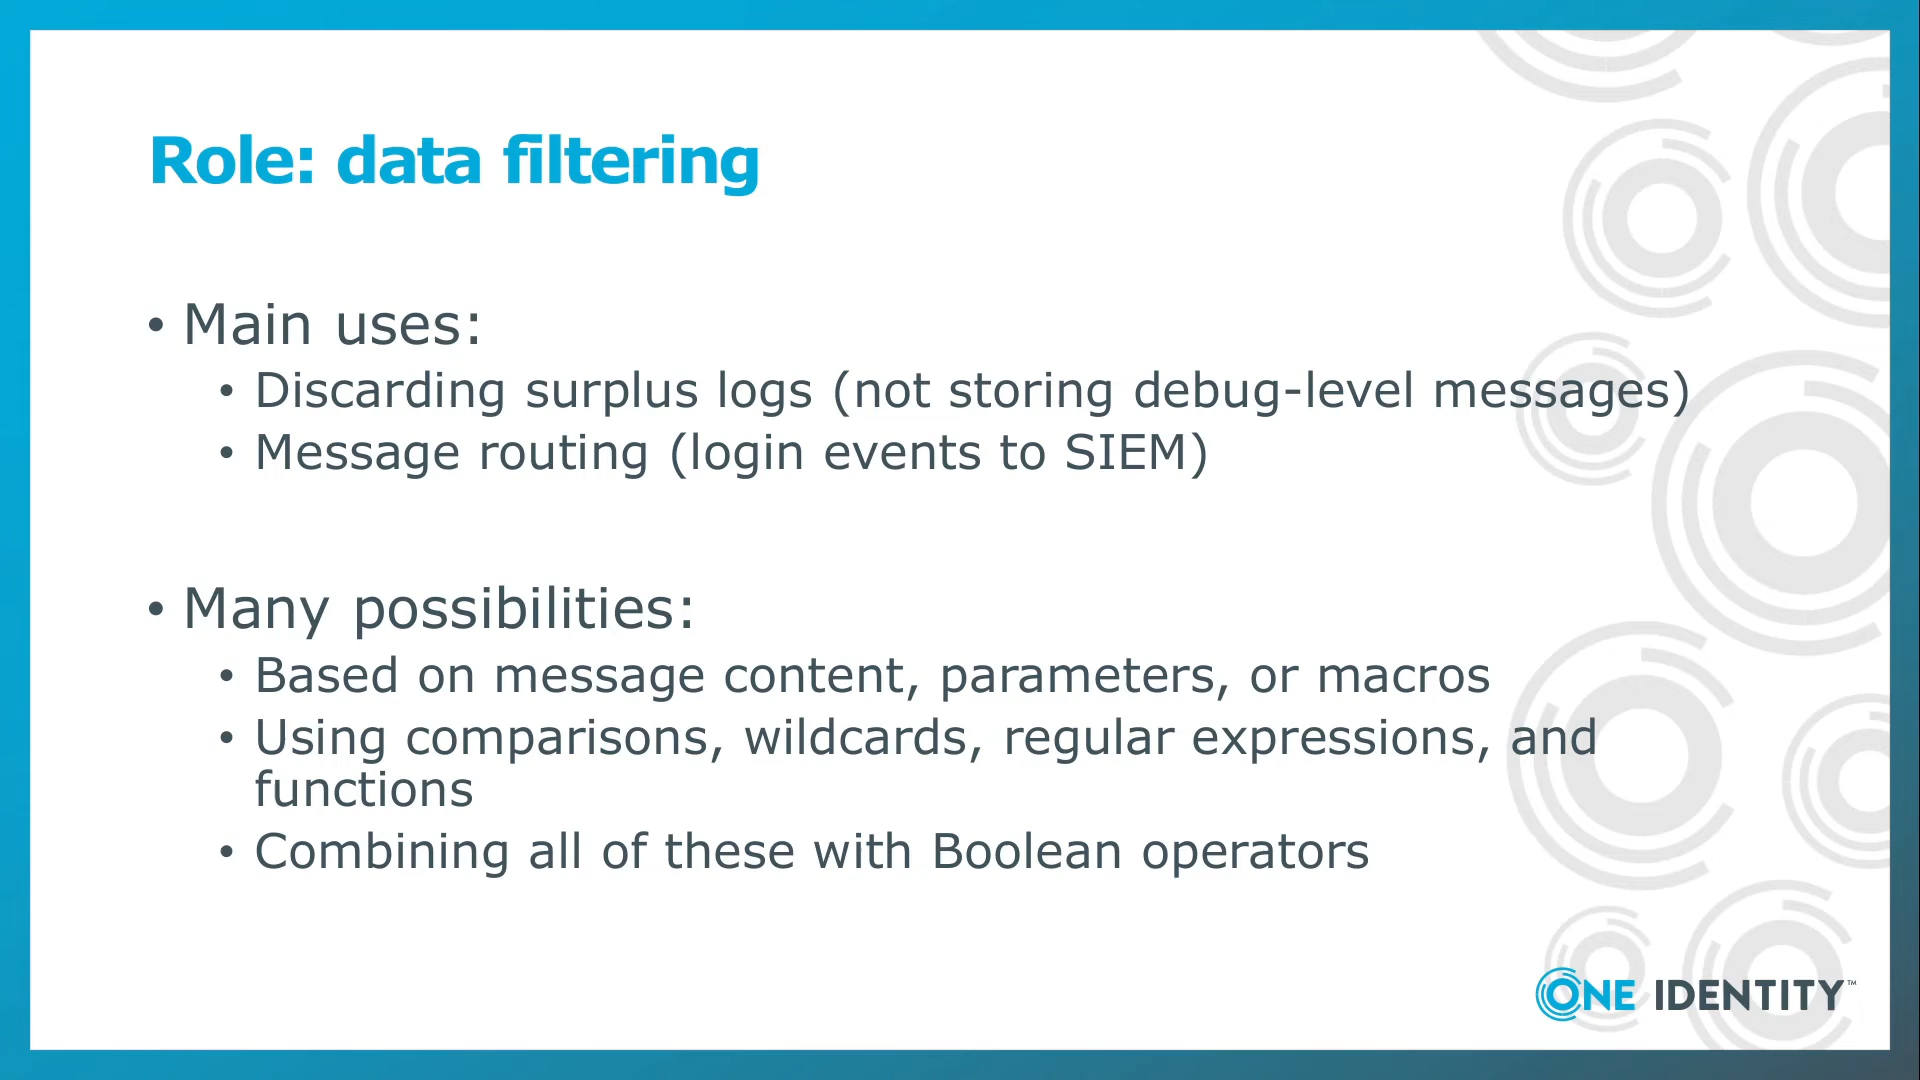 Role: data filtering
• Main uses:
• Discarding surplus logs (not storing debug-level messages)
• Message routing (login events to SIEM)
• Many possibilities:
• Based on message content, parameters, or macros
• Using comparisons, wildcards, regular expressions, and
functions
• Combining all of these with Boolean operators
ONE IDENTITY™